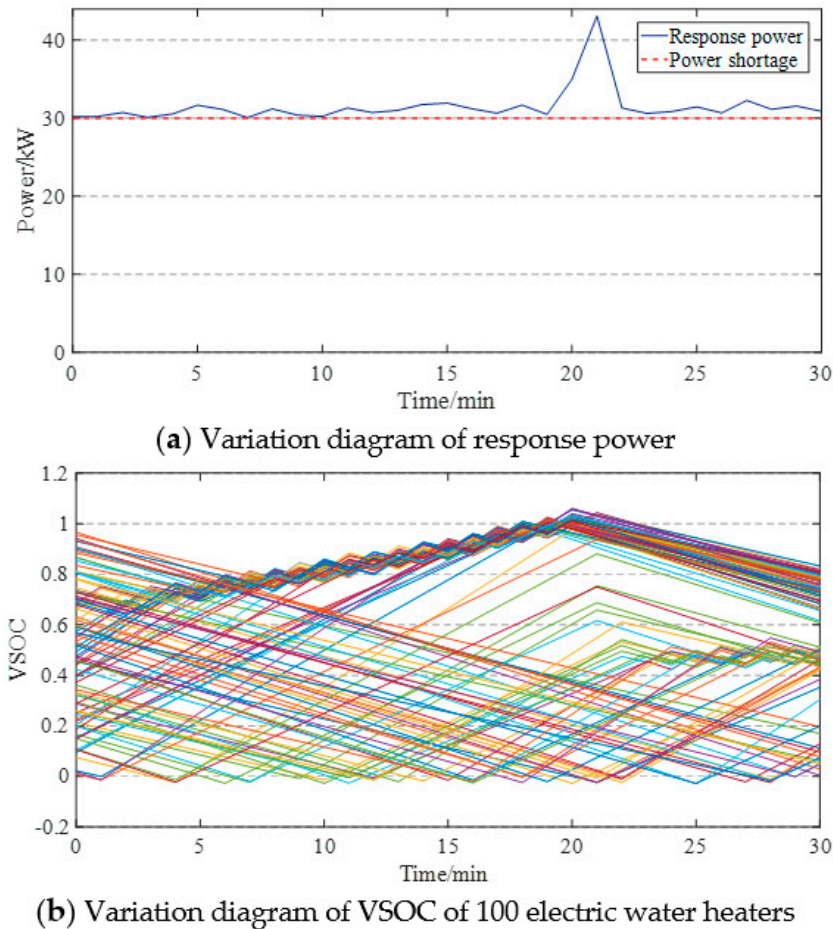 40
30
20
10
0
Power/kW
Response power
Power shortage
0 5 10 15 20 25 30
Time/min
(a) Variation diagram of response power
1.2
1
0.8
0.6
0.4
0.2
0
-0.2
VSOC
0 5 10 15 20 25 30
Time/min
(b) Variation diagram of VSOC of 100 electric water heaters